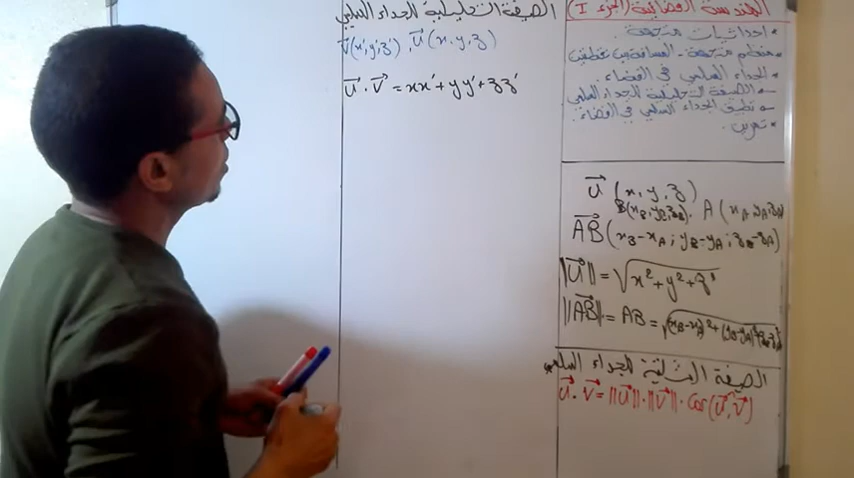 الهندسة الفضائية (الجزء I)
* احداثيات متجهة.
* منظم متجهة - المسافة بين نقطتين
* الجداء السلمي في الفضاء.
- الصيغة التحليلية للجداء السلمي
- تطبيق الجداء السلمي في الفضاء.
* تمرين.
u⃗ (x, y, z)
B(x_B, y_B, z_B). A(x_A, y_A, z_A)
AB⃗ (x_B-x_A ; y_B-y_A ; z_B-z_A)
||u⃗|| = √(x²+y²+z²)
||AB⃗|| = AB = √((x_B-x_A)²+(y_B-y_A)²+(z_B-z_A)²)
الصيغة المثلثية للجداء السلمي
u⃗ . v⃗ = ||u⃗|| . ||v⃗|| . Cos(u⃗, v⃗)
الصيغة التحليلية للجداء السلمي
v⃗(x', y', z') , u⃗(x, y, z)
u⃗ . v⃗ = xx' + yy' + zz'